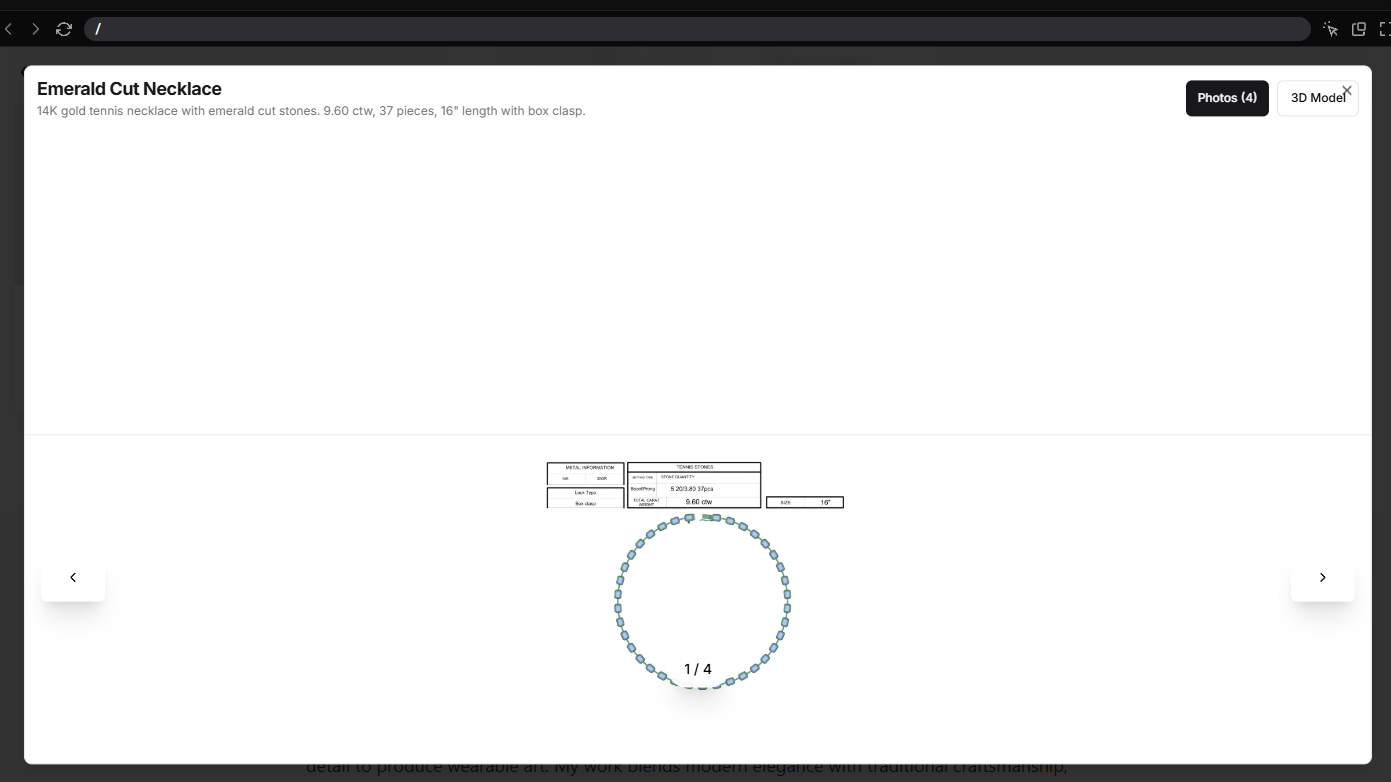 /
Emerald Cut Necklace
14K gold tennis necklace with emerald cut stones. 9.60 ctw, 37 pieces, 16" length with box clasp.
Photos (4)
3D Model
METAL INFORMATION
Lock Type
Box clasp
TENNIS STONES
SETTING TYPE STONE QUANTITY
Bezel/Prong 5.20/3.80 37pcs
TOTAL CARAT WEIGHT 9.60 ctw
SIZE 16"
1 / 4
detail to produce wearable art. My work blends modern elegance with traditional craftsmanship,